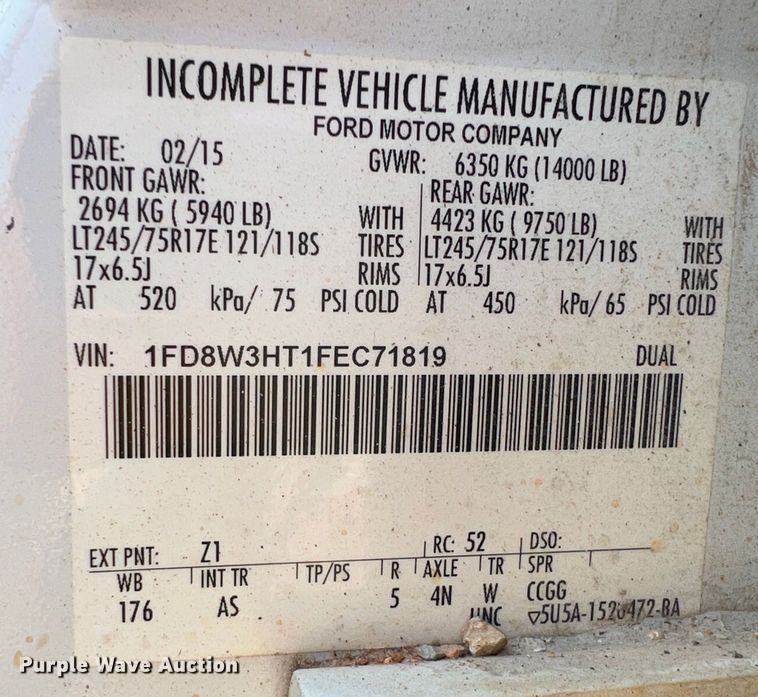 INCOMPLETE VEHICLE MANUFACTURED BY
FORD MOTOR COMPANY
DATE: 02/15 GVWR: 6350 KG (14000 LB)
FRONT GAWR: REAR GAWR:
2694 KG ( 5940 LB) WITH 4423 KG ( 9750 LB) WITH
LT245/75R17E 121/118S TIRES LT245/75R17E 121/118S TIRES
17x6.5J RIMS 17x6.5J RIMS
AT 520 kPa/ 75 PSI COLD AT 450 kPa/ 65 PSI COLD
VIN: 1FD8W3HT1FEC71819 DUAL
EXT PNT: Z1 RC: 52 DSO:
WB INT TR TP/PS R AXLE TR SPR
176 AS 5 4N W CCGG
Purple Wave Auction